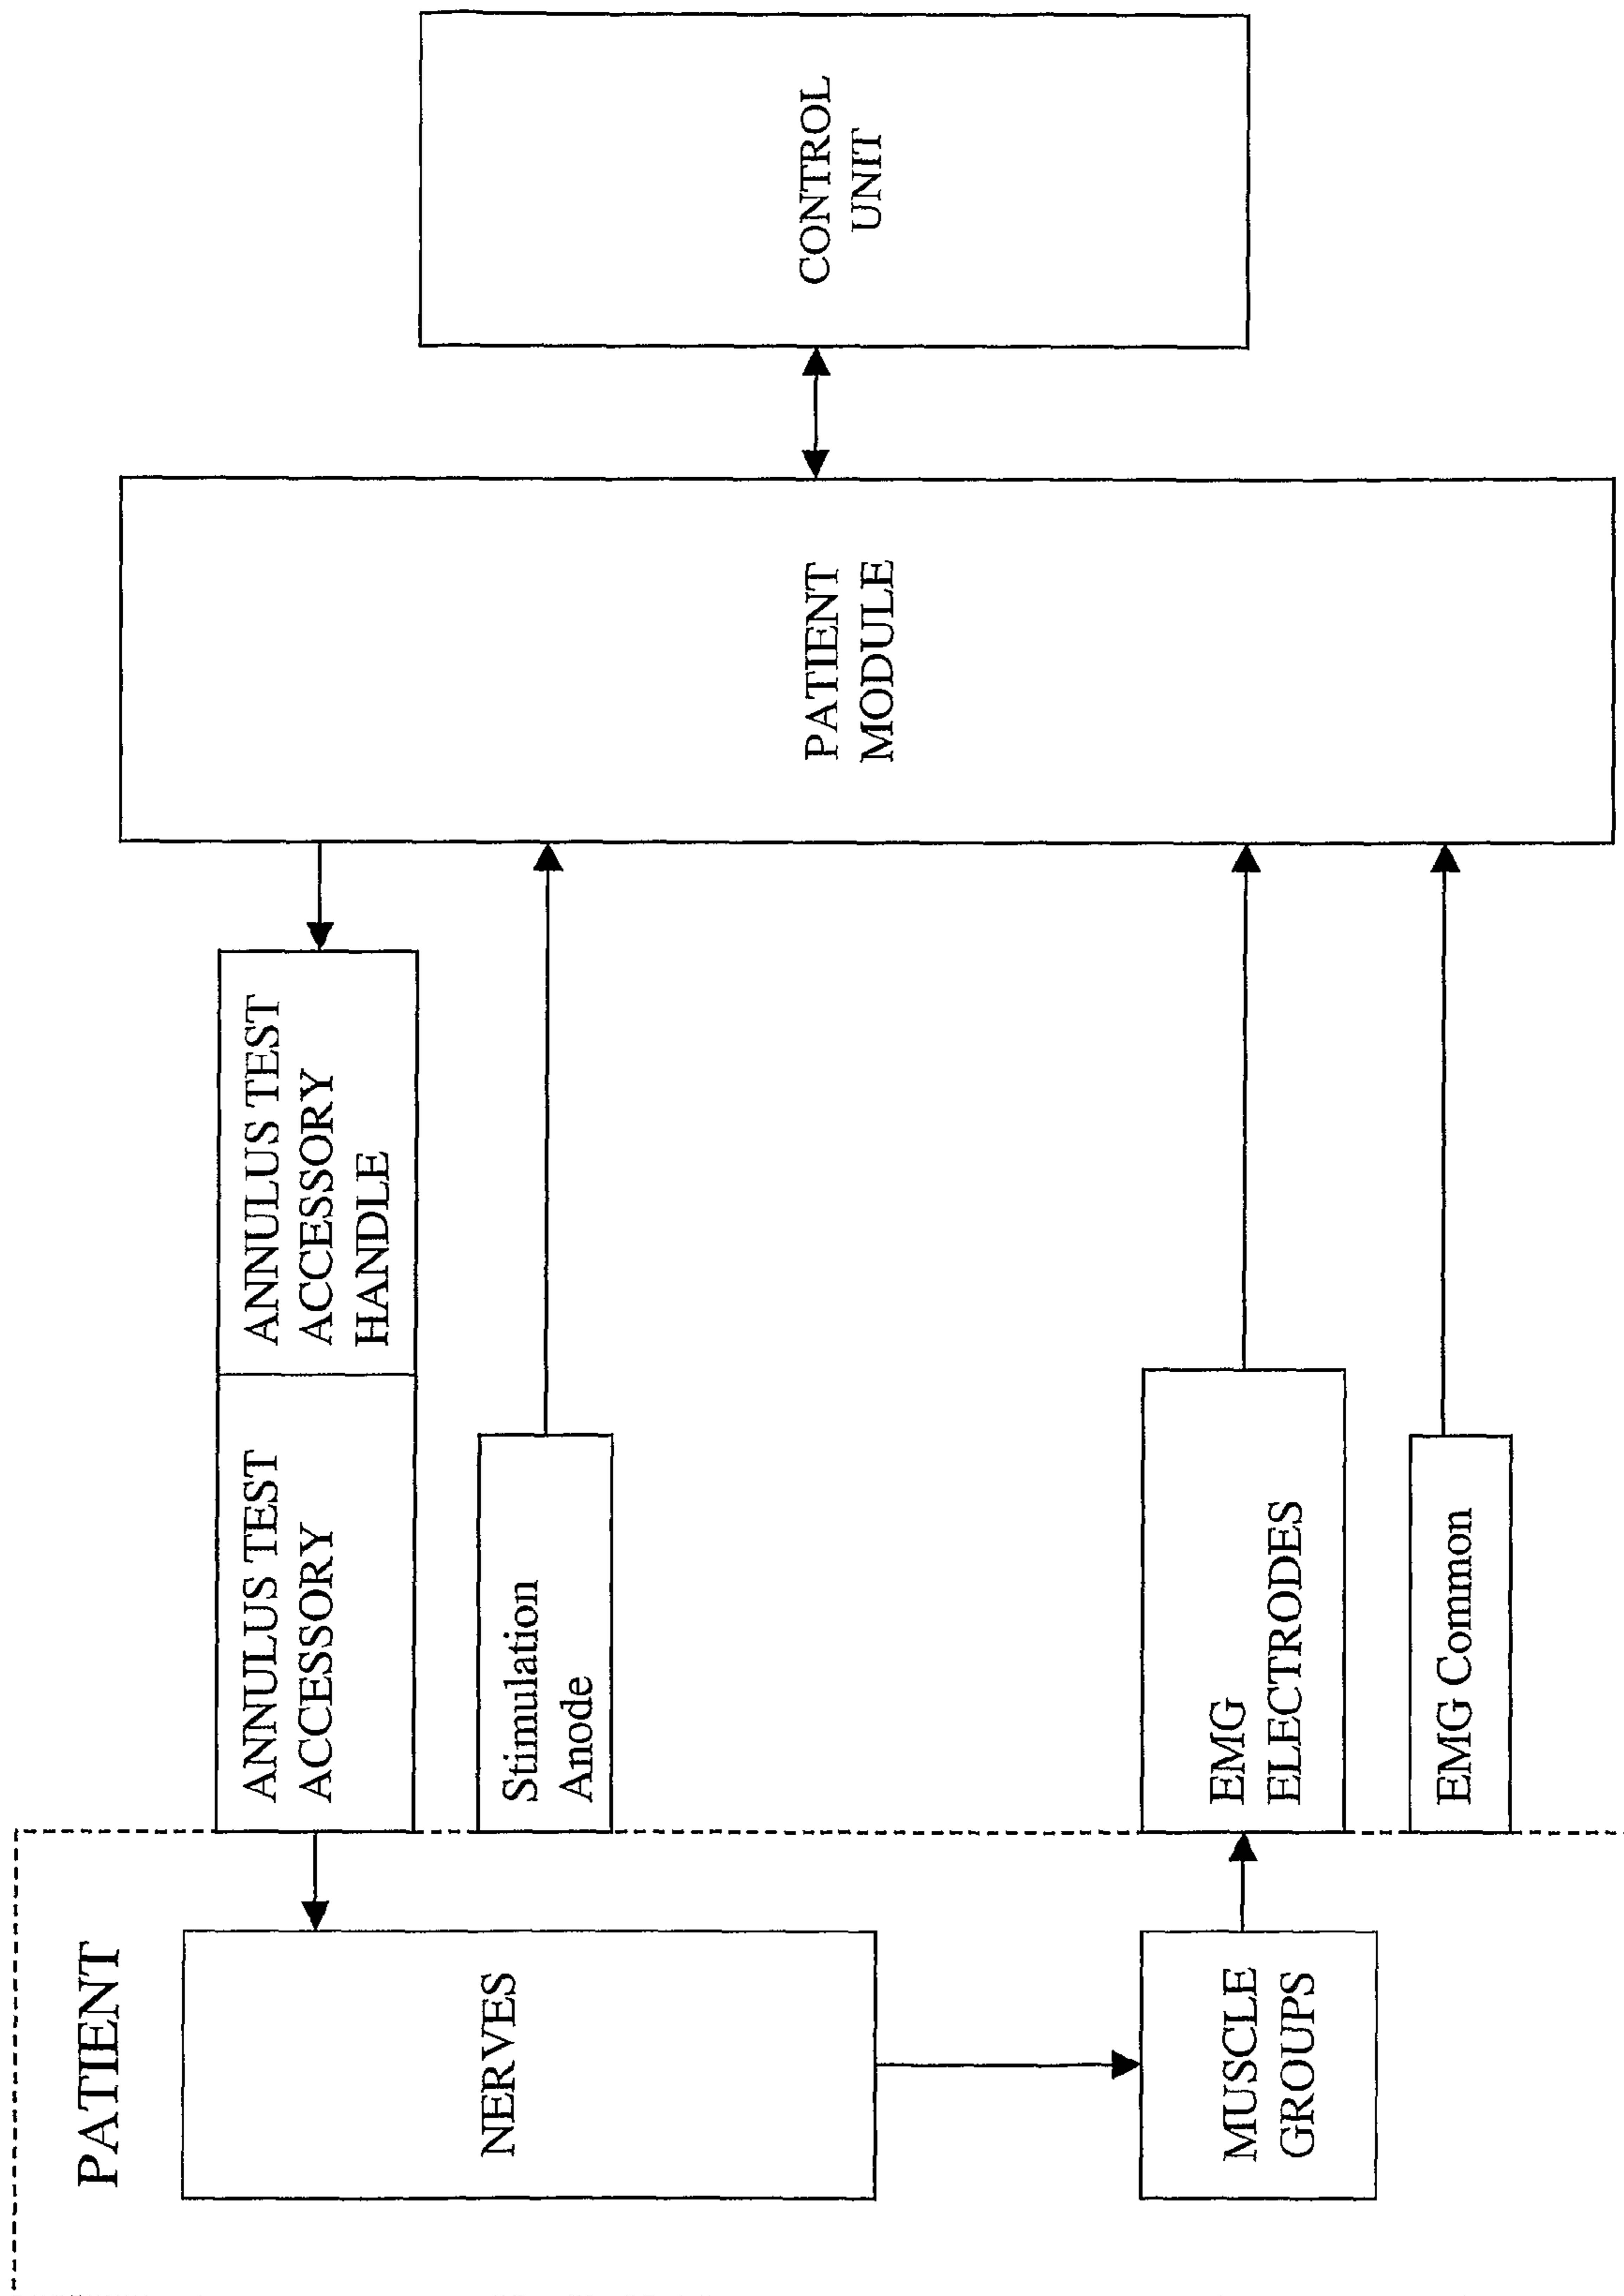 PATIENT
NERVES
MUSCLE
GROUPS
ANNULUS TEST
ACCESSORY
ANNULUS TEST
ACCESSORY
HANDLE
Stimulation
Anode
EMG
ELECTRODES
EMG Common
PATIENT
MODULE
CONTROL
UNIT